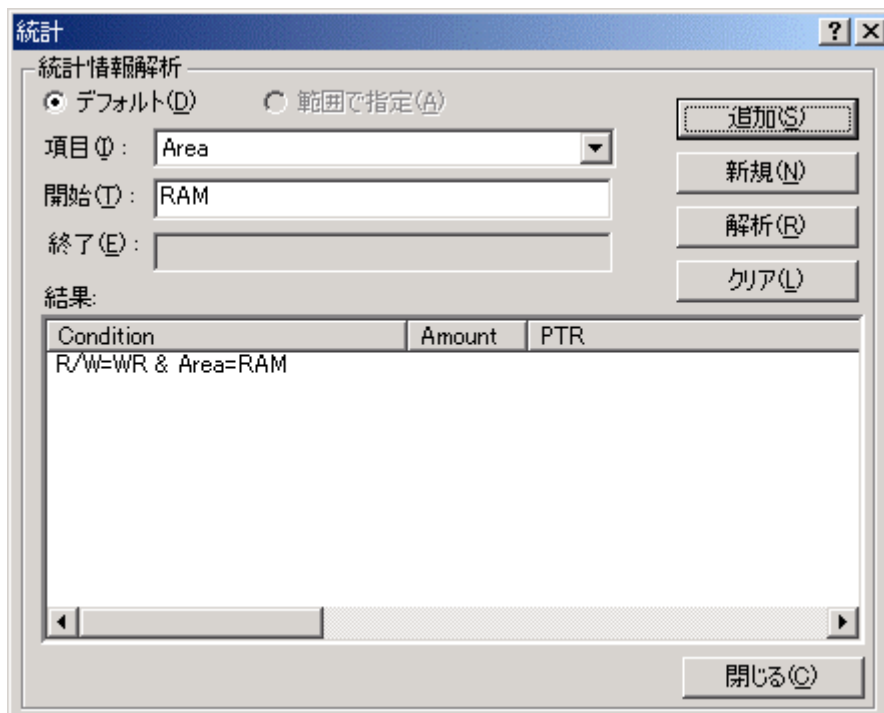 統計
統計情報解析
デフォルト(D) 範囲で指定(A)
追加(S)
項目(I): Area
新規(N)
開始(T): RAM
解析(R)
終了(E):
クリア(L)
結果:
Condition Amount PTR
R/W=WR & Area=RAM
閉じる(C)